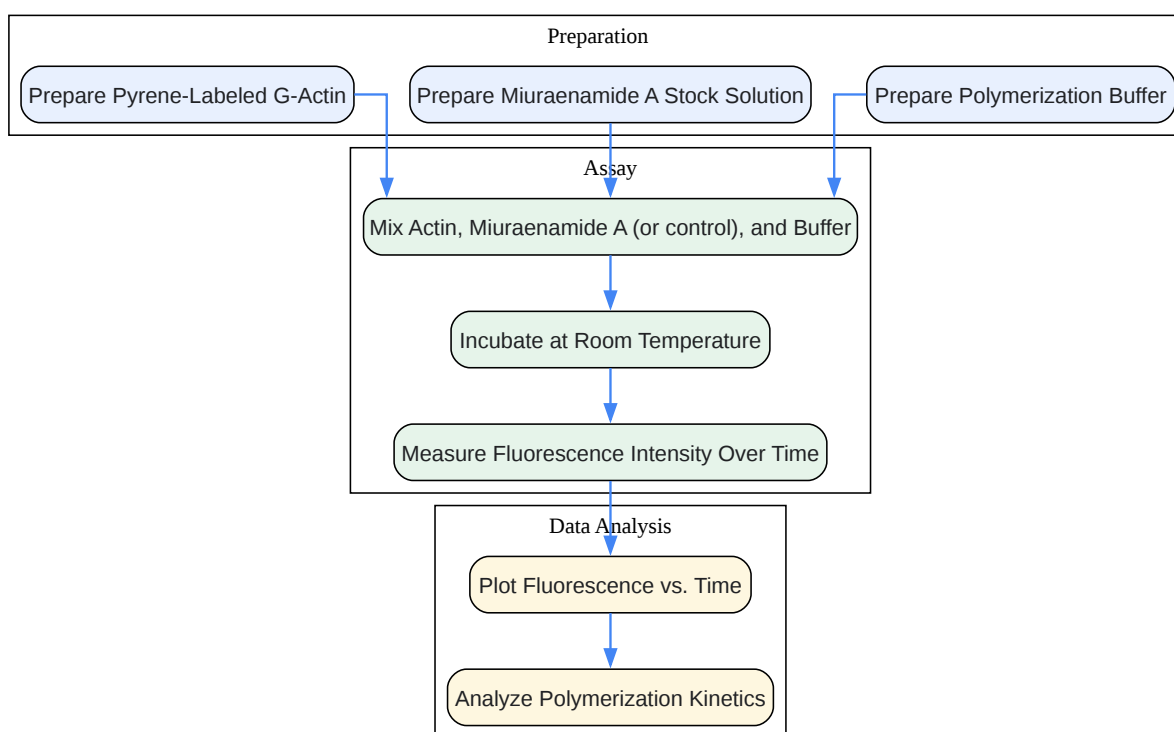 Preparation
Prepare Pyrene-Labeled G-Actin
Prepare Miuraenamide A Stock Solution
Prepare Polymerization Buffer
Assay
Mix Actin, Miuraenamide A (or control), and Buffer
Incubate at Room Temperature
Measure Fluorescence Intensity Over Time
Data Analysis
Plot Fluorescence vs. Time
Analyze Polymerization Kinetics